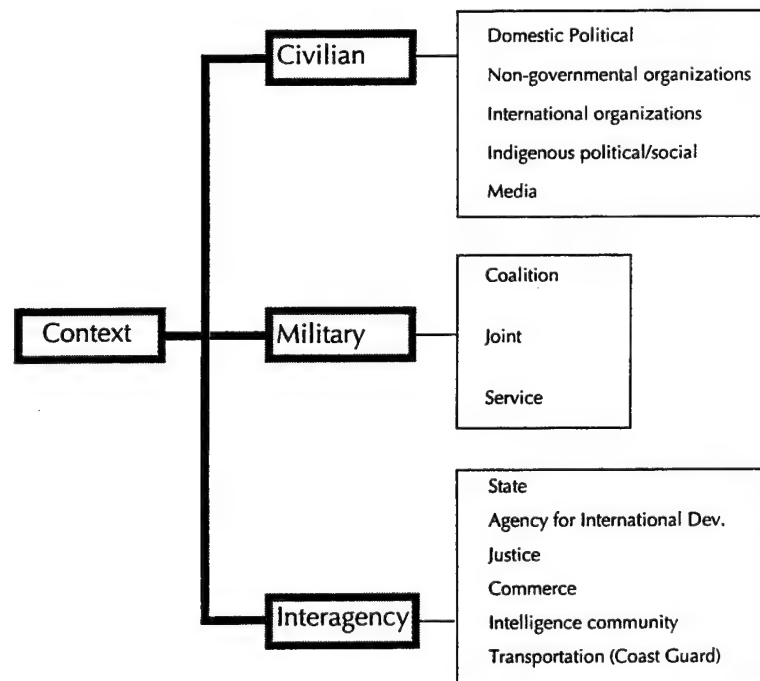 Civilian
Domestic Political
Non-governmental organizations
International organizations
Indigenous political/social
Media
Context
Military
Coalition
Joint
Service
Interagency
State
Agency for International Dev.
Justice
Commerce
Intelligence community
Transportation (Coast Guard)